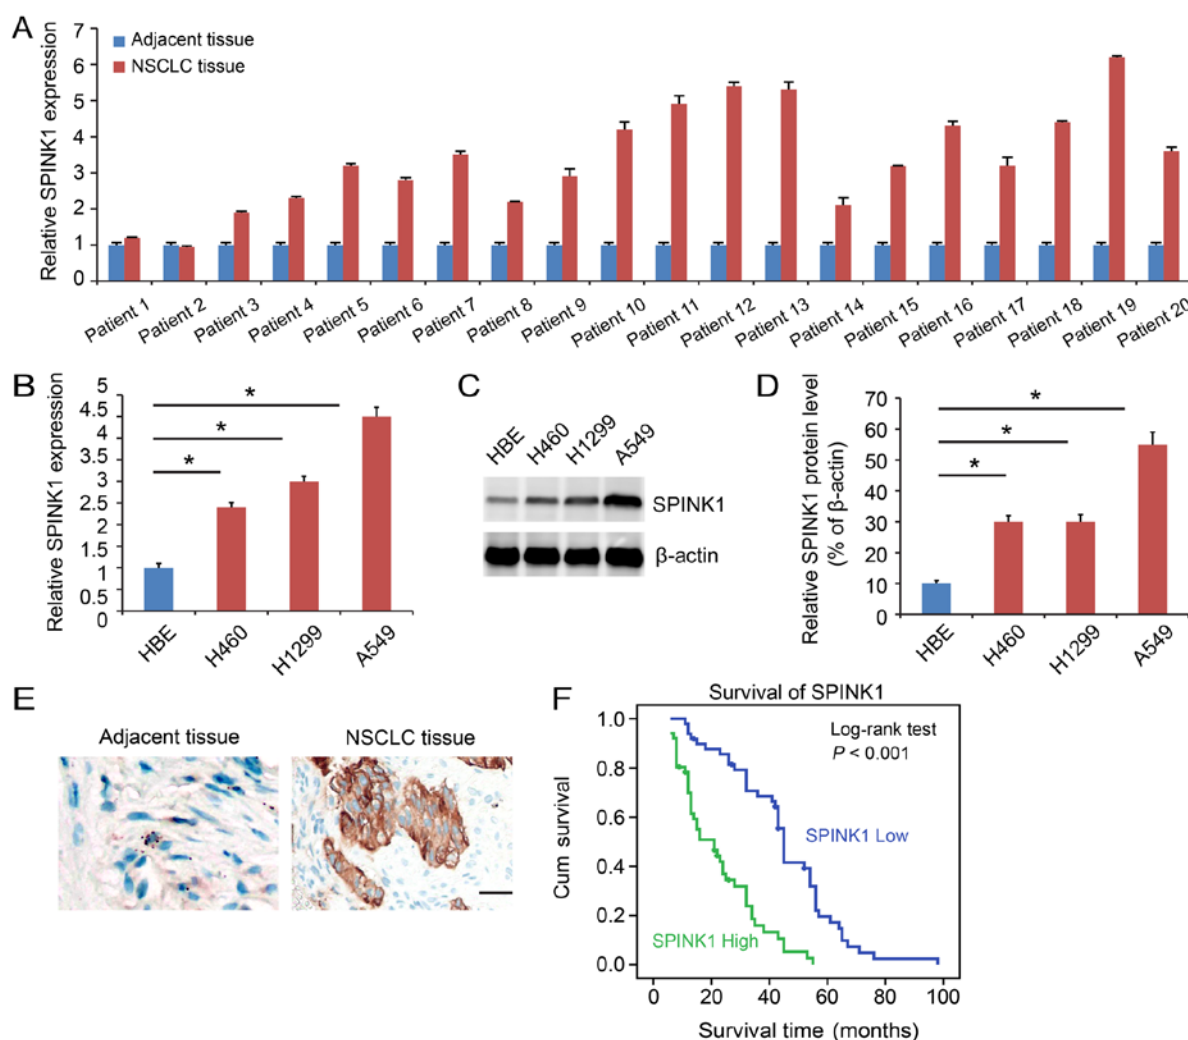 A
Relative SPINK1 expression
7
6
5
4
3
2
1
0
Adjacent tissue
NSCLC tissue
Patient 1
Patient 2
Patient 3
Patient 4
Patient 5
Patient 6
Patient 7
Patient 8
Patient 9
Patient 10
Patient 11
Patient 12
Patient 13
Patient 14
Patient 15
Patient 16
Patient 17
Patient 18
Patient 19
Patient 20
B
Relative SPINK1 expression
5
4.5
3
3.5
2.3
2.5
1
1.5
1
0.5
0
*
*
*
HBE
H460
H1299
A549
C
HBE
H460
H1299
A549
SPINK1
β-actin
D
Relative SPINK1 protein level
(% of β-actin)
70
60
50
40
30
20
10
0
*
*
*
HBE
H460
H1299
A549
E
Adjacent tissue
NSCLC tissue
F
Survival of SPINK1
Cum survival
1.0
0.8
0.6
0.4
0.2
0.0
Log-rank test
P < 0.001
SPINK1 Low
SPINK1 High
0
20
40
60
80
100
Survival time (months)